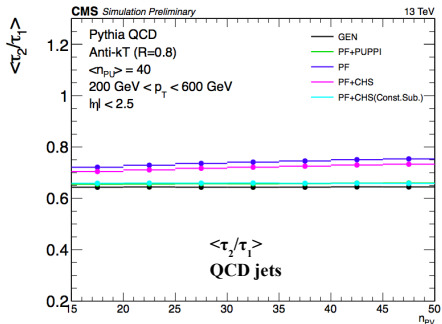 CMS Simulation Preliminary 13 TeV
<τ₂/τ₁>
Pythia QCD
Anti-kT (R=0.8)
<n_PU> = 40
200 GeV < p_T < 600 GeV
|η| < 2.5
GEN
PF+PUPPI
PF
PF+CHS
PF+CHS(Const.Sub.)
1.2
1
0.8
0.6
0.4
0.2
<τ₂/τ₁>
QCD jets
15 20 25 30 35 40 45 50
n_PV